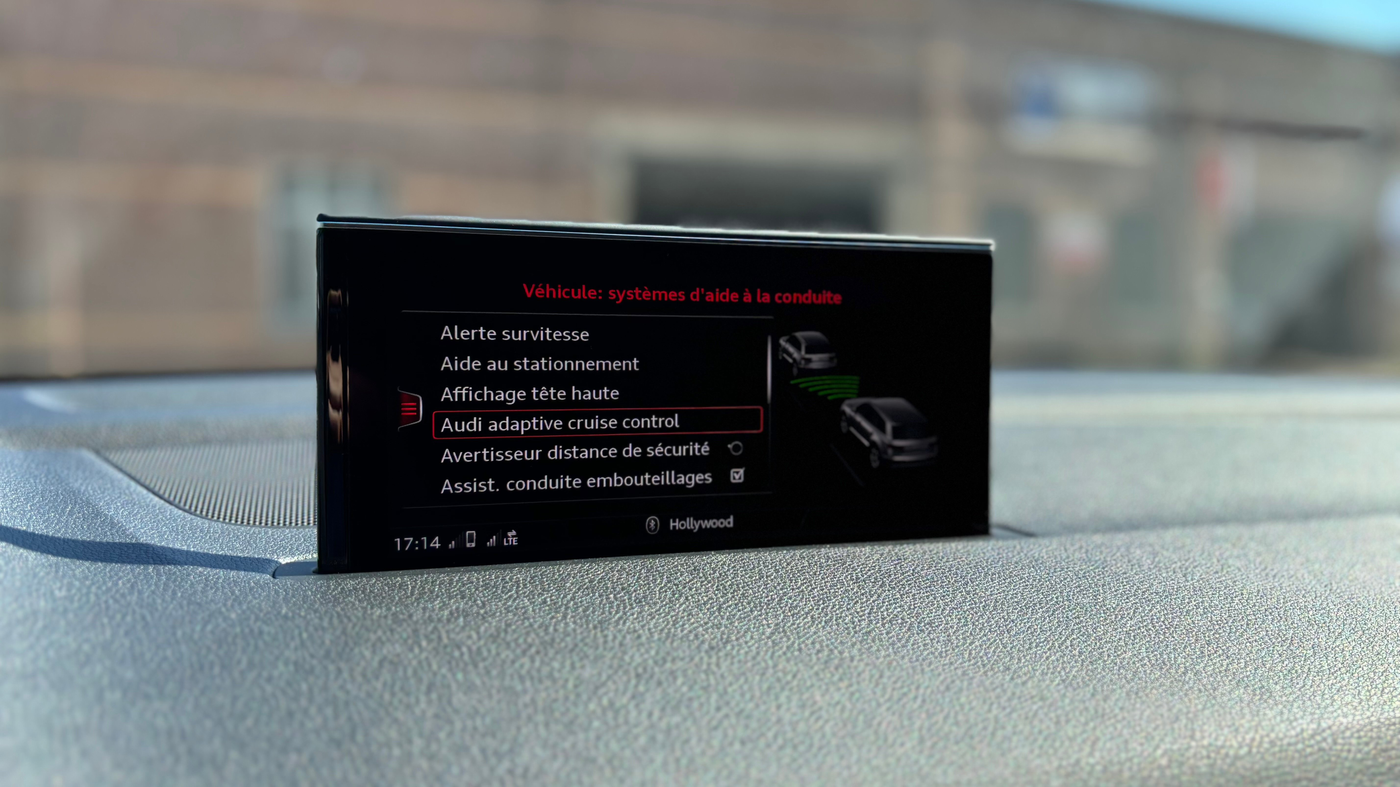 Véhicule: systèmes d'aide à la conduite
Alerte survitesse
Aide au stationnement
Affichage tête haute
Audi adaptive cruise control
Avertisseur distance de sécurité
Assist. conduite embouteillages
Hollywood
17:14 LTE